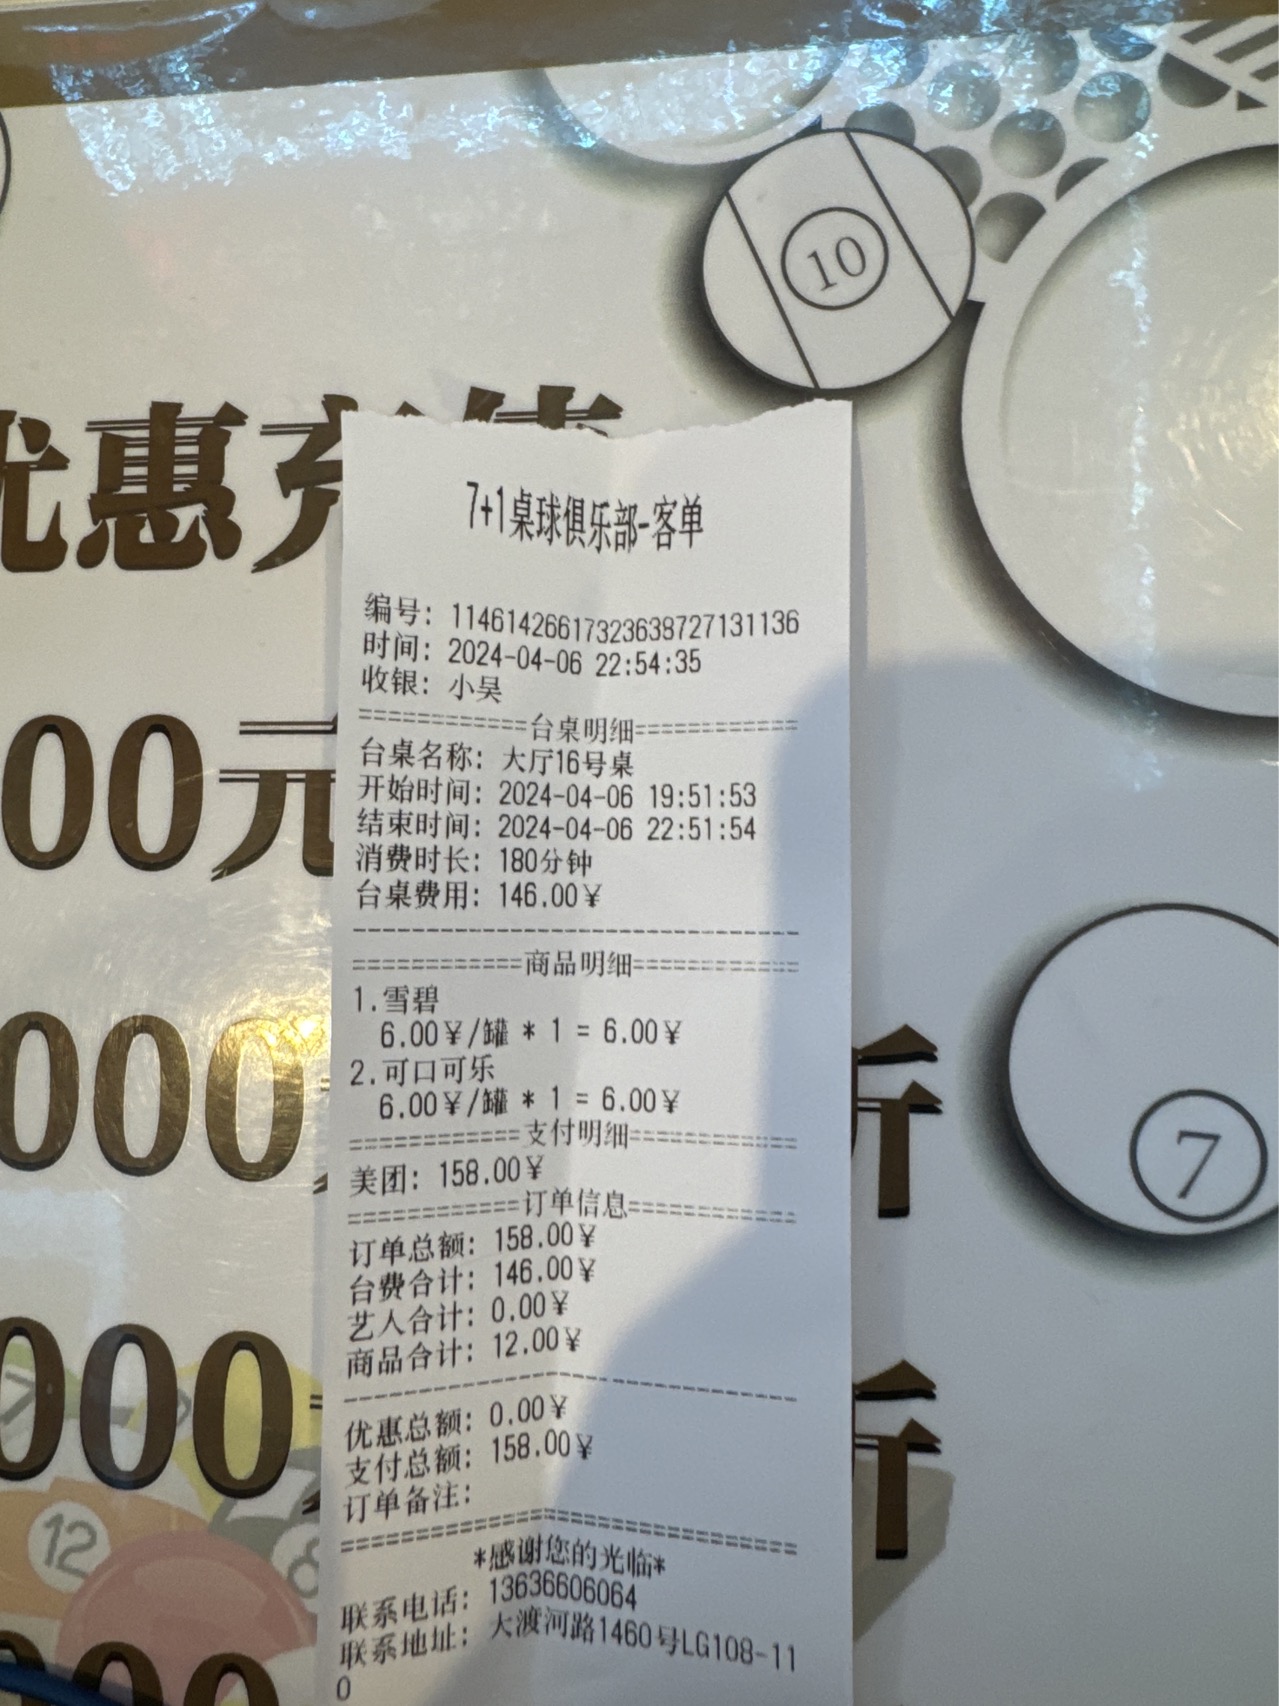 10
优惠充值
7+1桌球俱乐部-客单
编号: 11461426617323638727131136
时间: 2024-04-06 22:54:35
收银: 小昊
============台桌明细============
台桌名称: 大厅16号桌
开始时间: 2024-04-06 19:51:53
结束时间: 2024-04-06 22:51:54
消费时长: 180分钟
台桌费用: 146.00¥
--------------------------------
============商品明细============
1.雪碧
6.00¥/罐 * 1 = 6.00¥
2.可口可乐
6.00¥/罐 * 1 = 6.00¥
============支付明细============
美团: 158.00¥
============订单信息============
订单总额: 158.00¥
台费合计: 146.00¥
艺人合计: 0.00¥
商品合计: 12.00¥
--------------------------------
优惠总额: 0.00¥
支付总额: 158.00¥
订单备注:
================================
*感谢您的光临*
联系电话: 13636606064
联系地址: 大渡河路1460号LG108-11
0
00元
000
000
7
12